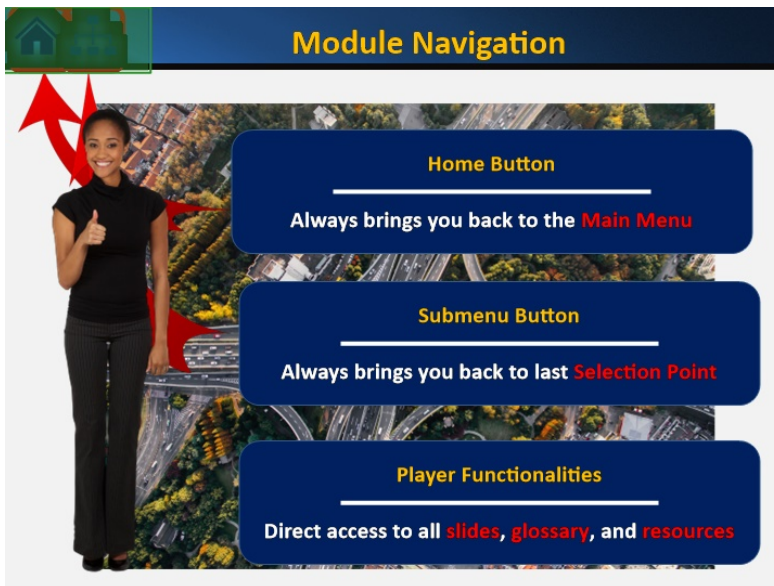 Module Navigation
Home Button
Always brings you back to the Main Menu
Submenu Button
Always brings you back to last Selection Point
Player Functionalities
Direct access to all slides, glossary, and resources